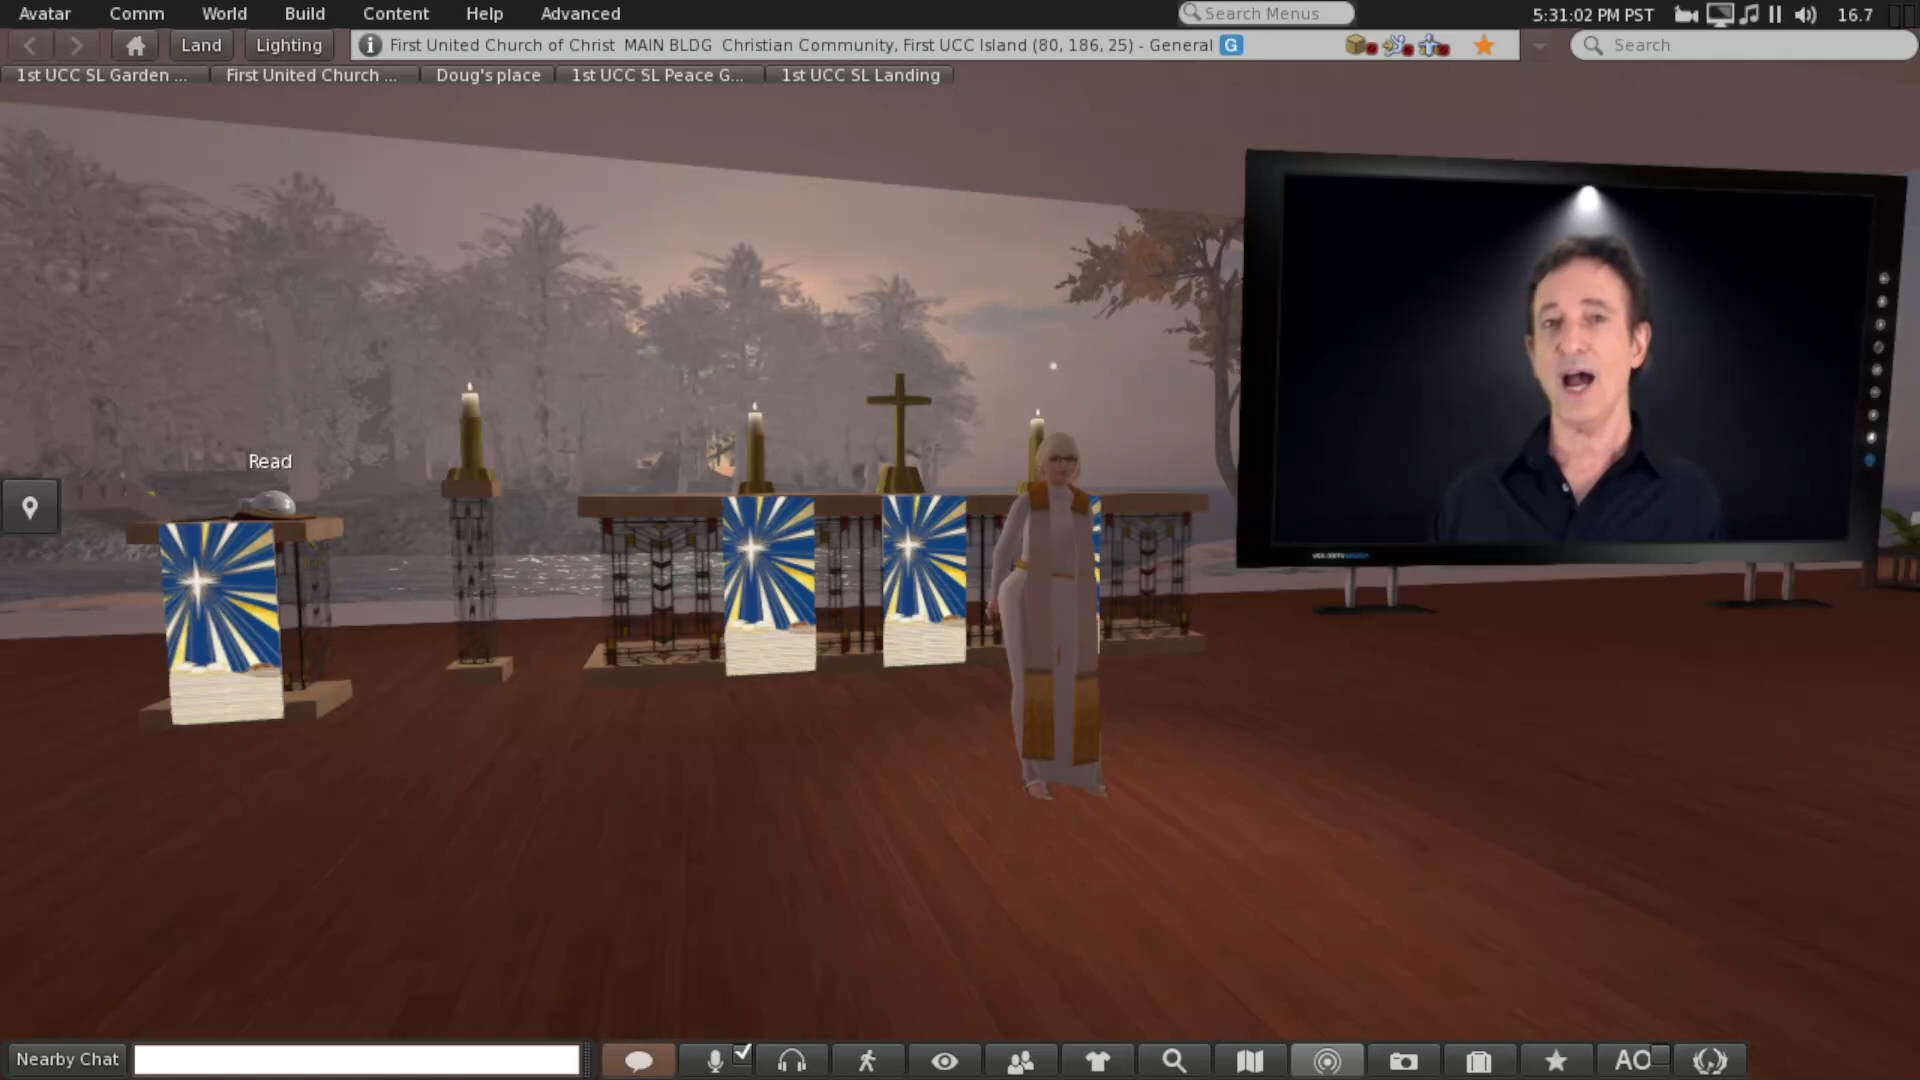 Avatar Comm World Build Content Help Advanced Search Menus 5:31:02 PM PST 16.7
Land Lighting First United Church of Christ MAIN BLDG Christian Community, First UCC Island (80, 186, 25) - General G Search
1st UCC SL Garden ... First United Church ... Doug's place 1st UCC SL Peace G... 1st UCC SL Landing
Read
Nearby Chat AO